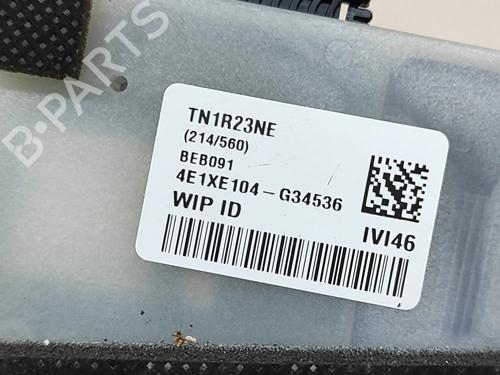 B-PARTS
TN1R23NE
(214/560)
BEB091
4E1XE104-G34536
WIP ID
IVI46